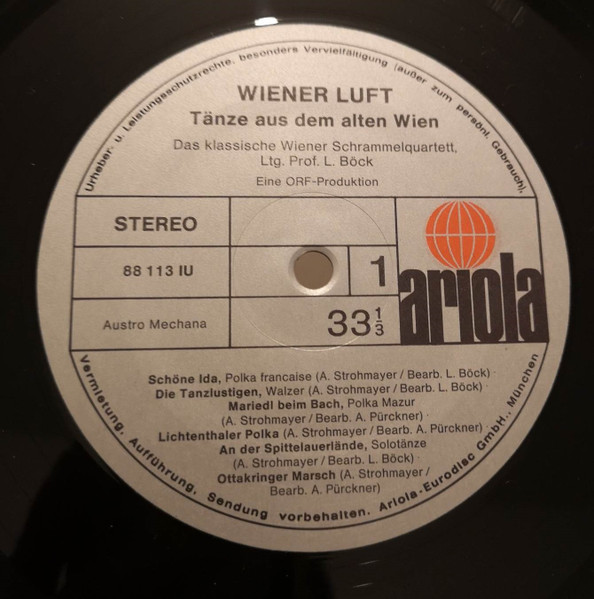 Urheber- u. Leistungsschutzrechte, besonders Vervielfältigung (außer zum persönl. Gebrauch),
WIENER LUFT
Tänze aus dem alten Wien
Das klassische Wiener Schrammelquartett,
Ltg. Prof. L. Böck
Eine ORF-Produktion
STEREO
88 113 IU
1
ariola
Austro Mechana
33⅓
Schöne Ida, Polka francaise (A. Strohmayer / Bearb. L. Böck) ·
Die Tanzlustigen, Walzer (A. Strohmayer / Bearb. L. Böck) ·
Mariedl beim Bach, Polka Mazur
(A. Strohmayer / Bearb. A. Pürckner) ·
Lichtenthaler Polka (A. Strohmayer / Bearb. A. Pürckner) ·
An der Spittelauerlände, Solotänze
(A. Strohmayer / Bearb. L. Böck) ·
Ottakringer Marsch (A. Strohmayer /
Bearb. A. Pürckner)
Vermietung, Aufführung, Sendung vorbehalten. Ariola-Eurodisc GmbH., München